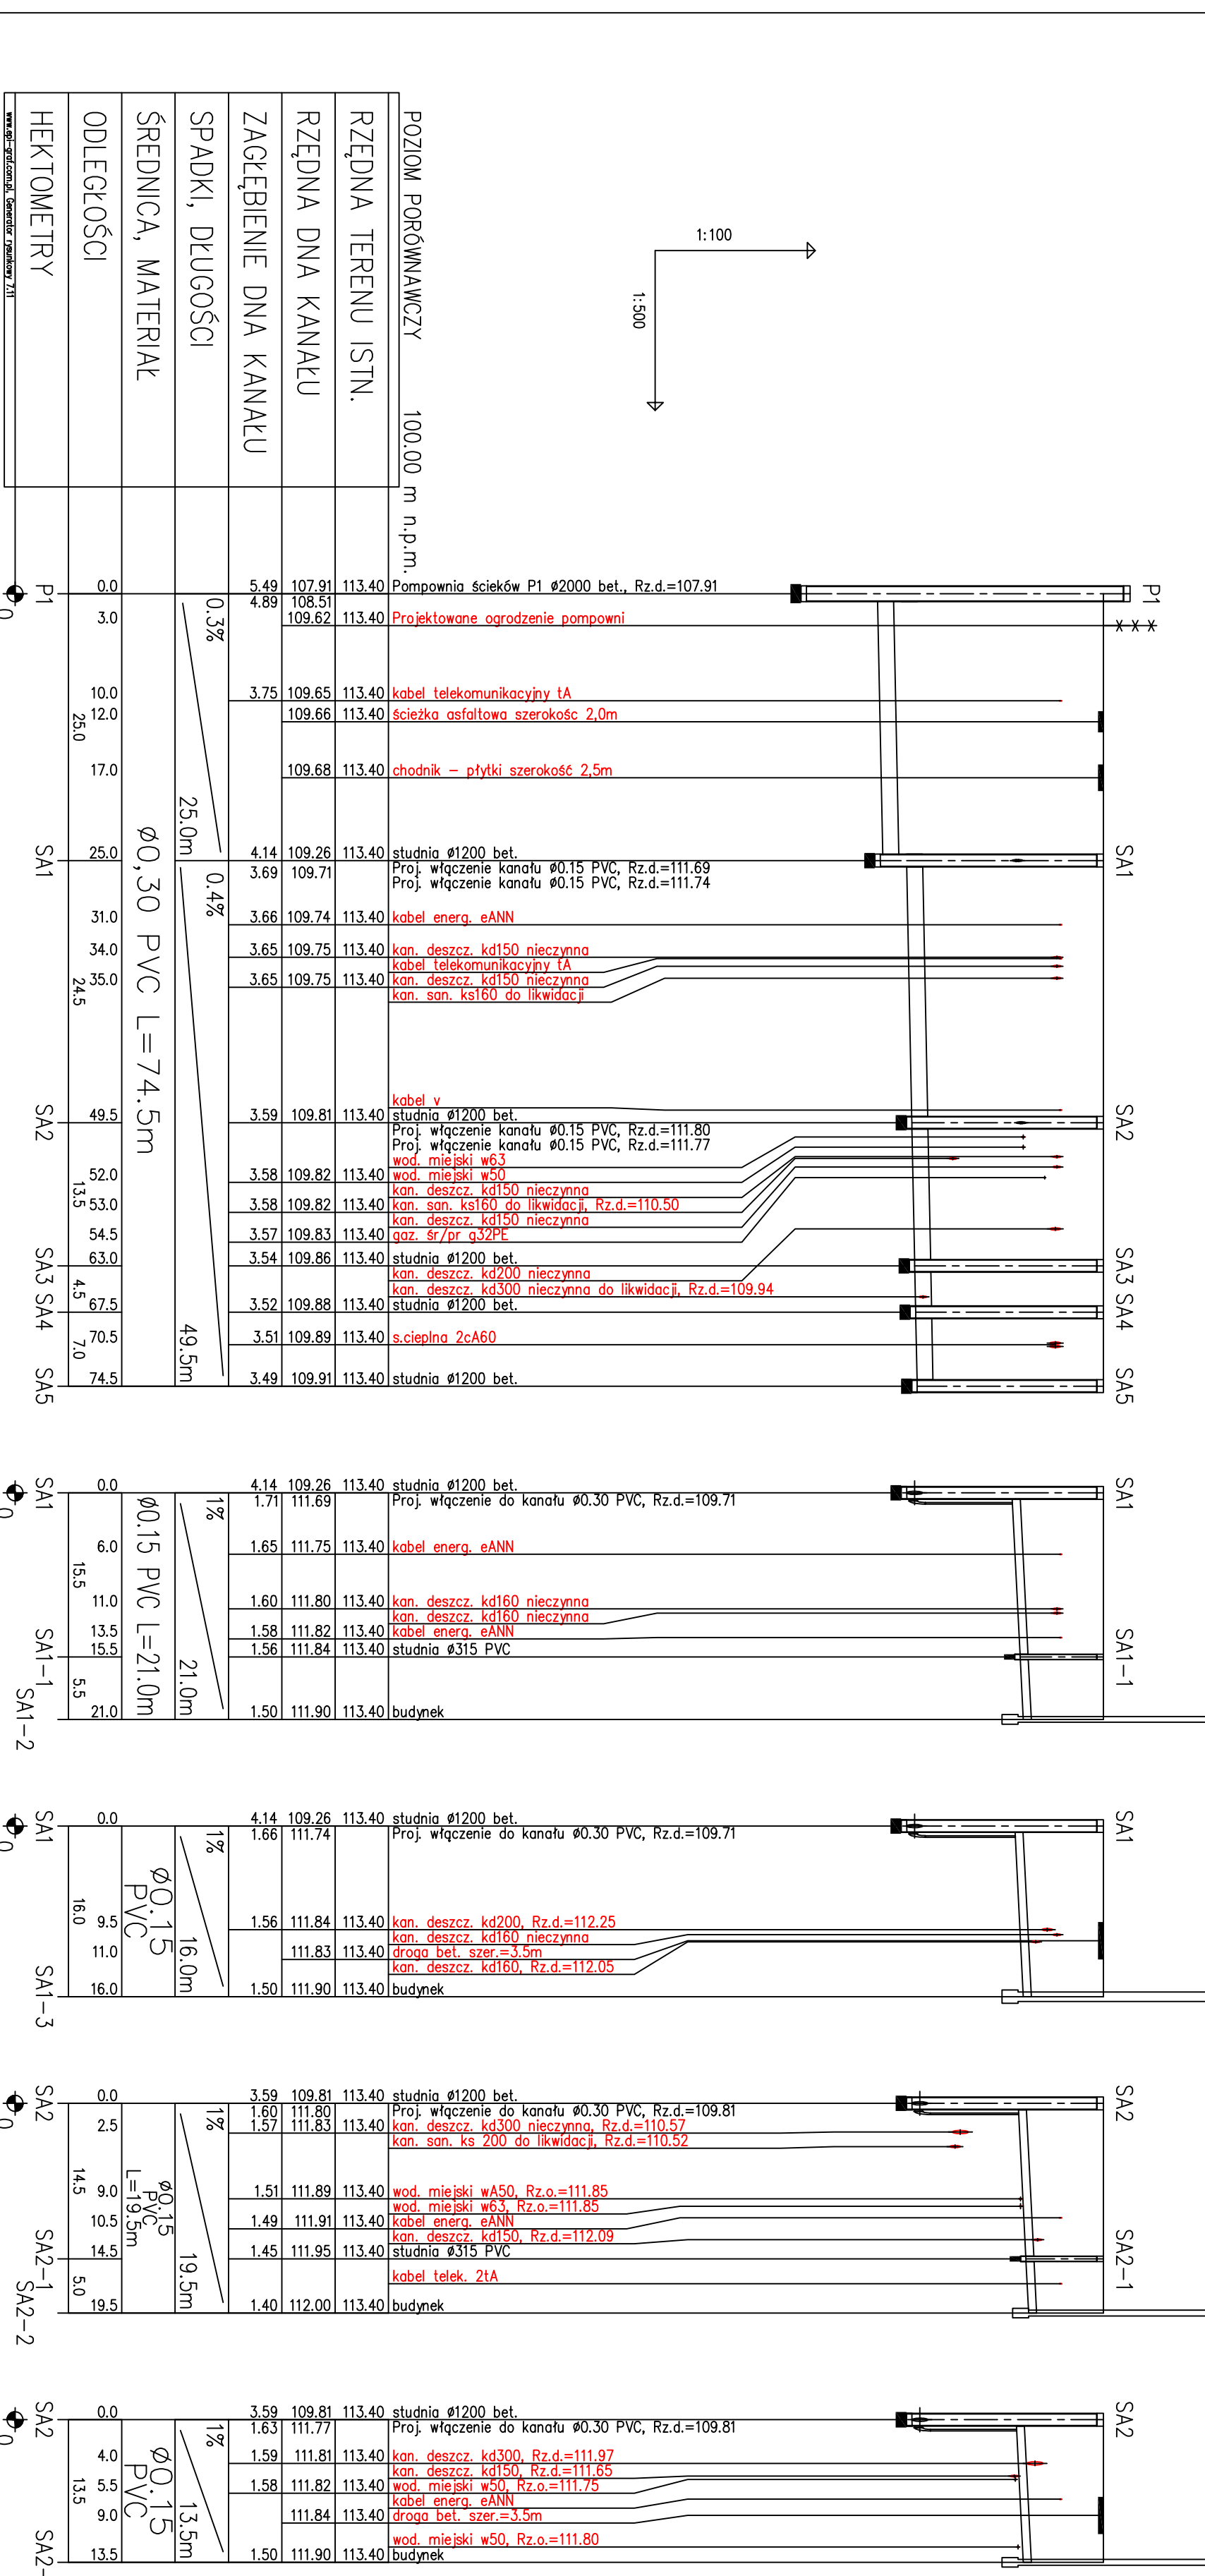 1:100
1:500
POZIOM PORÓWNAWCZY 100.00 m n.p.m.
RZĘDNA TERENU ISTN.
RZĘDNA DNA KANAŁU
ZAGŁĘBIENIE DNA KANAŁU
SPADKI, DŁUGOŚCI
ŚREDNICA, MATERIAŁ
ODLEGŁOŚCI
HEKTOMETRY
www.epi-graf.com.pl, Generator rysunkowy 7.11
P1
SA1
SA2
SA3
SA4
SA5
0.0 5.49 107.91 113.40 Pompownia ścieków P1 ø2000 bet., Rz.d.=107.91
4.89 108.51
3.0 109.62 113.40 Projektowane ogrodzenie pompowni
10.0 3.75 109.65 113.40 kabel telekomunikacyjny tA
12.0 109.66 113.40 ścieżka asfaltowa szerokośc 2,0m
17.0 109.68 113.40 chodnik – płytki szerokość 2,5m
25.0 4.14 109.26 113.40 studnia ø1200 bet.
3.69 109.71 Proj. włączenie kanału ø0.15 PVC, Rz.d.=111.69
Proj. włączenie kanału ø0.15 PVC, Rz.d.=111.74
31.0 3.66 109.74 113.40 kabel energ. eANN
34.0 3.65 109.75 113.40 kan. deszcz. kd150 nieczynna
kabel telekomunikacyjny tA
35.0 3.65 109.75 113.40 kan. deszcz. kd150 nieczynna
kan. san. ks160 do likwidacji
kabel v
49.5 3.59 109.81 113.40 studnia ø1200 bet.
Proj. włączenie kanału ø0.15 PVC, Rz.d.=111.80
Proj. włączenie kanału ø0.15 PVC, Rz.d.=111.77
wod. miejski w63
52.0 3.58 109.82 113.40 wod. miejski w50
kan. deszcz. kd150 nieczynna
53.0 3.58 109.82 113.40 kan. san. ks160 do likwidacji, Rz.d.=110.50
kan. deszcz. kd150 nieczynna
54.5 3.57 109.83 113.40 gaz. śr/pr g32PE
63.0 3.54 109.86 113.40 studnia ø1200 bet.
kan. deszcz. kd200 nieczynna
kan. deszcz. kd300 nieczynna do likwidacji, Rz.d.=109.94
67.5 3.52 109.88 113.40 studnia ø1200 bet.
70.5 3.51 109.89 113.40 s.cieplna 2cA60
74.5 3.49 109.91 113.40 studnia ø1200 bet.
0.3% 25.0m 0.4% 49.5m
ø0,30 PVC L=74.5m
25.0 24.5 13.5 4.5 7.0
P1 SA1 SA2 SA3 SA4 SA5
0
SA1 SA1-1
0.0 4.14 109.26 113.40 studnia ø1200 bet.
1.71 111.69 Proj. włączenie do kanału ø0.30 PVC, Rz.d.=109.71
6.0 1.65 111.75 113.40 kabel energ. eANN
11.0 1.60 111.80 113.40 kan. deszcz. kd160 nieczynna
kan. deszcz. kd160 nieczynna
13.5 1.58 111.82 113.40 kabel energ. eANN
15.5 1.56 111.84 113.40 studnia ø315 PVC
21.0 1.50 111.90 113.40 budynek
1% 21.0m
ø0.15 PVC L=21.0m
15.5 5.5
SA1 SA1-1 SA1-2
0
SA1
0.0 4.14 109.26 113.40 studnia ø1200 bet.
1.66 111.74 Proj. włączenie do kanału ø0.30 PVC, Rz.d.=109.71
9.5 1.56 111.84 113.40 kan. deszcz. kd200, Rz.d.=112.25
kan. deszcz. kd160 nieczynna
11.0 111.83 113.40 droga bet. szer.=3.5m
kan. deszcz. kd160, Rz.d.=112.05
16.0 1.50 111.90 113.40 budynek
1% 16.0m
ø0.15
PVC
16.0
SA1 SA1-3
0
SA2 SA2-1
0.0 3.59 109.81 113.40 studnia ø1200 bet.
1.60 111.80 Proj. włączenie do kanału ø0.30 PVC, Rz.d.=109.81
2.5 1.57 111.83 113.40 kan. deszcz. kd300 nieczynna, Rz.d.=110.57
kan. san. ks 200 do likwidacji, Rz.d.=110.52
9.0 1.51 111.89 113.40 wod. miejski wA50, Rz.o.=111.85
wod. miejski w63, Rz.o.=111.85
10.5 1.49 111.91 113.40 kabel energ. eANN
kan. deszcz. kd150, Rz.d.=112.09
14.5 1.45 111.95 113.40 studnia ø315 PVC
kabel telek. 2tA
19.5 1.40 112.00 113.40 budynek
1% 19.5m
ø0.15
PVC
L=19.5m
14.5 5.0
SA2 SA2-1 SA2-2
0
SA2
0.0 3.59 109.81 113.40 studnia ø1200 bet.
1.63 111.77 Proj. włączenie do kanału ø0.30 PVC, Rz.d.=109.81
4.0 1.59 111.81 113.40 kan. deszcz. kd300, Rz.d.=111.97
kan. deszcz. kd150, Rz.d.=111.65
5.5 1.58 111.82 113.40 wod. miejski w50, Rz.o.=111.75
kabel energ. eANN
9.0 111.84 113.40 droga bet. szer.=3.5m
wod. miejski w50, Rz.o.=111.80
13.5 1.50 111.90 113.40 budynek
1% 13.5m
ø0.15
PVC
13.5
SA2
0